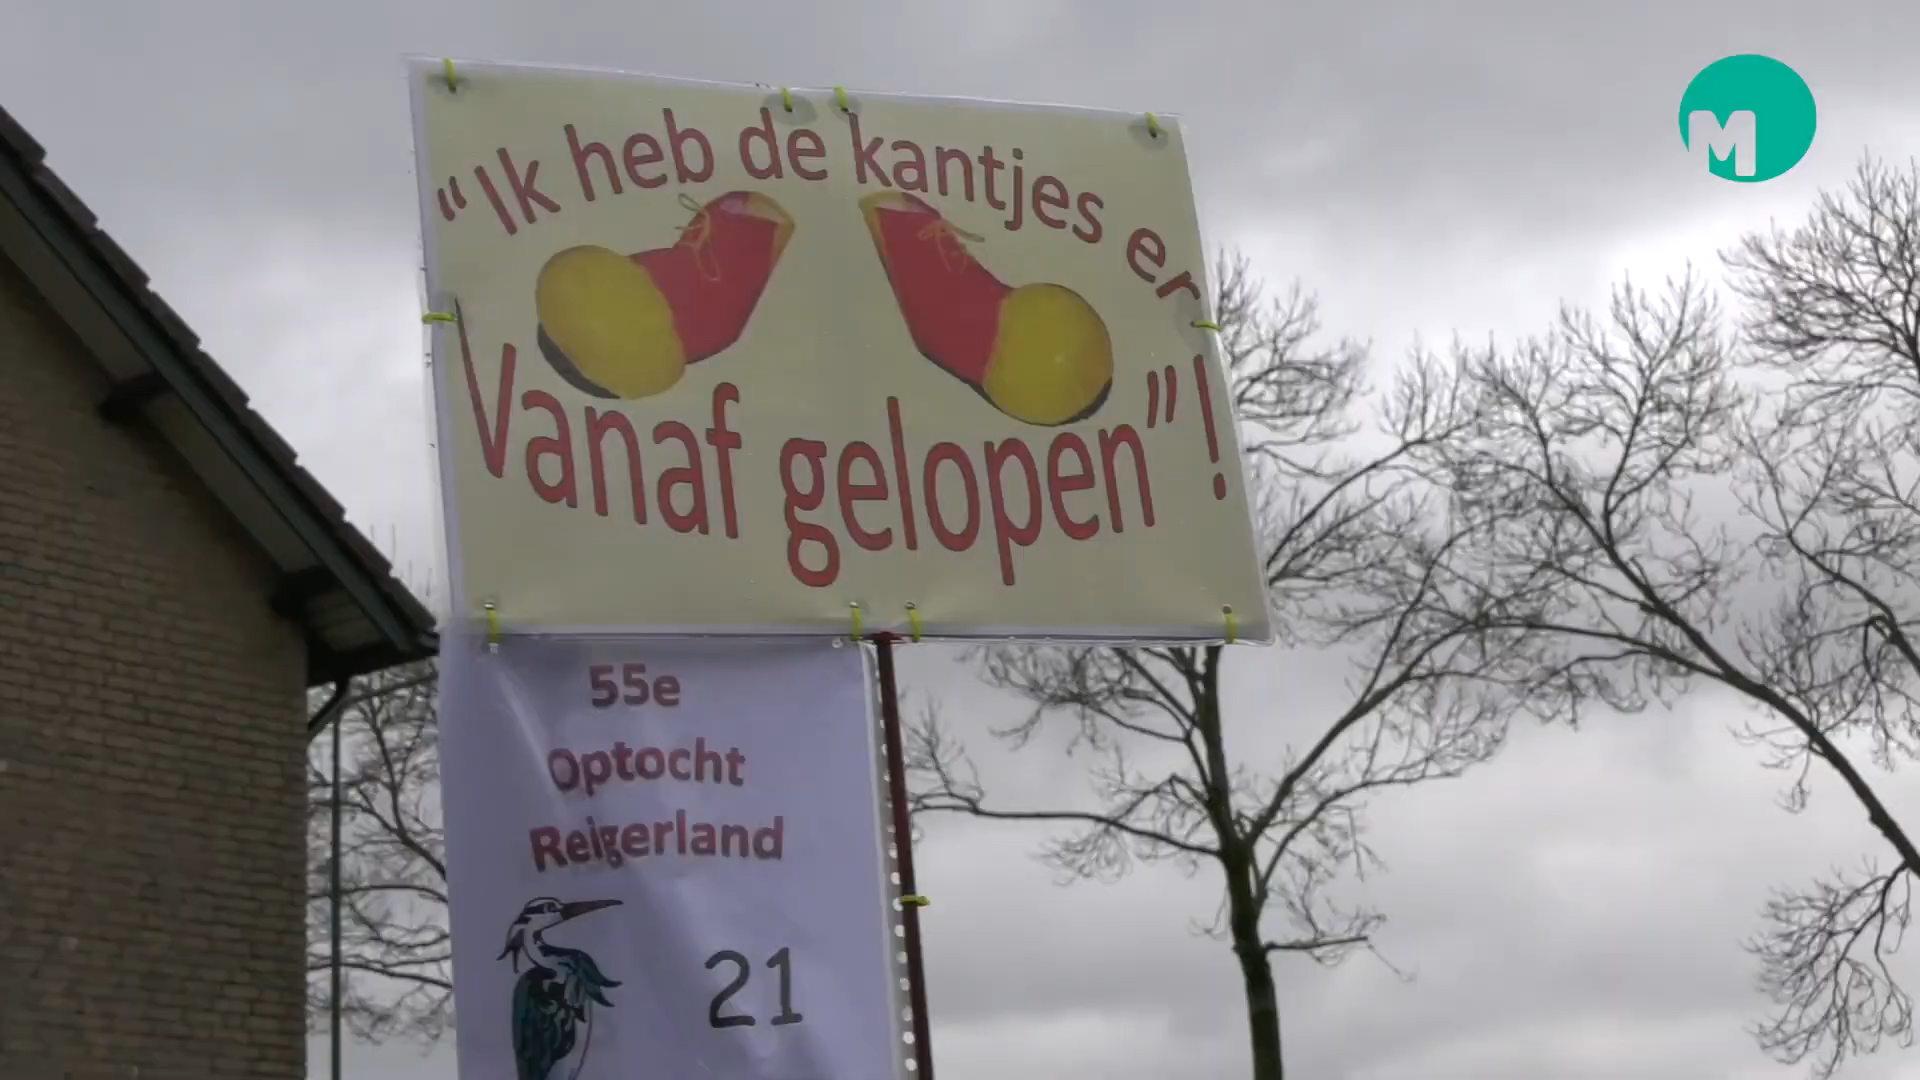 M
“Ik heb de kantjes er
Vanaf gelopen”!
55e
Optocht
Reigerland
21